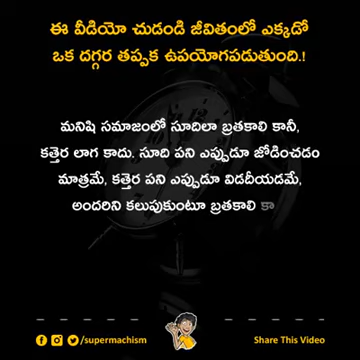 ఈ వీడియో చుడండి జీవితంలో ఎక్కడో
ఒక దగ్గర తప్పక ఉపయోగపడుతుంది.!
మనిషి సమాజంలో సూదిలా బ్రతకాలి కానీ,
కత్తెర లాగ కాదు. సూది పని ఎప్పుడూ జోడించడం
మాత్రమే, కత్తెర పని ఎప్పుడూ విడదీయడమే,
అందరిని కలుపుకుంటూ బ్రతకాలి కా
/supermachism
Share This Video